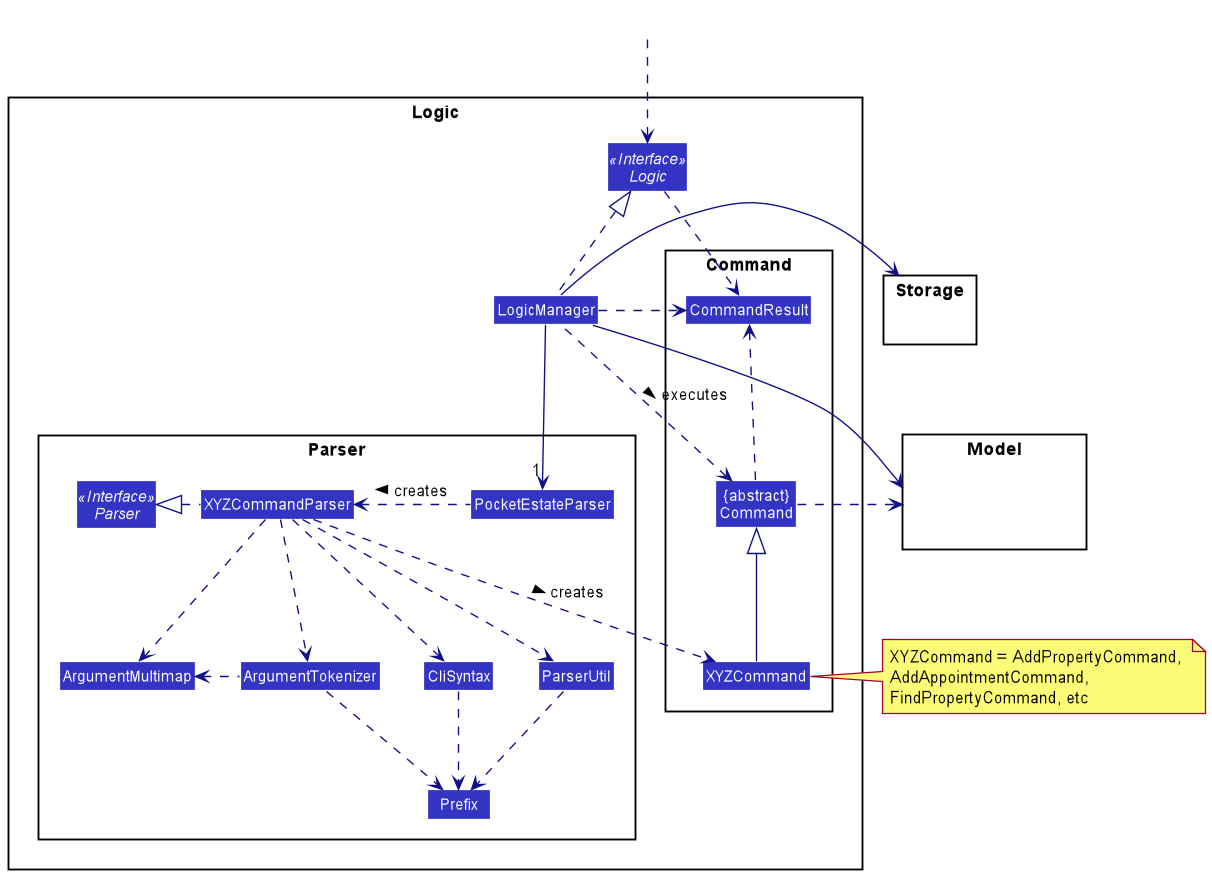 Logic
«Interface»
Logic
Command
Storage
LogicManager
CommandResult
executes
Parser
Model
1
«Interface»
Parser
XYZCommandParser
creates
PocketEstateParser
{abstract}
Command
creates
ArgumentMultimap
ArgumentTokenizer
CliSyntax
ParserUtil
XYZCommand
XYZCommand = AddPropertyCommand,
AddAppointmentCommand,
FindPropertyCommand, etc
Prefix